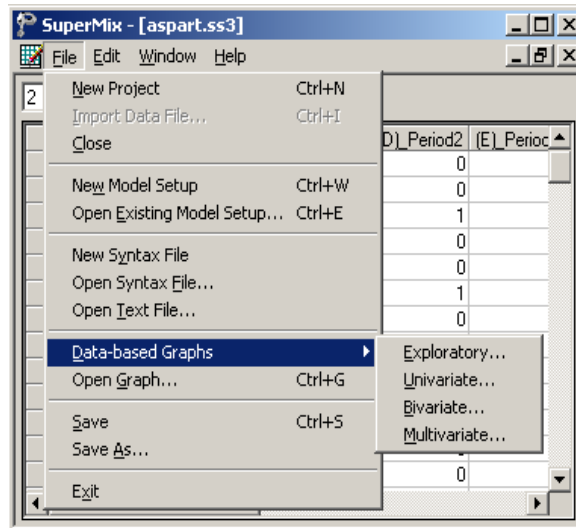 SuperMix - [aspart.ss3]
File Edit Window Help
2
New Project Ctrl+N
Import Data File... Ctrl+I
Close
New Model Setup Ctrl+W
Open Existing Model Setup... Ctrl+E
New Syntax File
Open Syntax File...
Open Text File...
Data-based Graphs
Open Graph... Ctrl+G
Save Ctrl+S
Save As...
Exit
Exploratory...
Univariate...
Bivariate...
Multivariate...
D)_Period2 (E)_Period
0
0
1
0
0
1
0
0